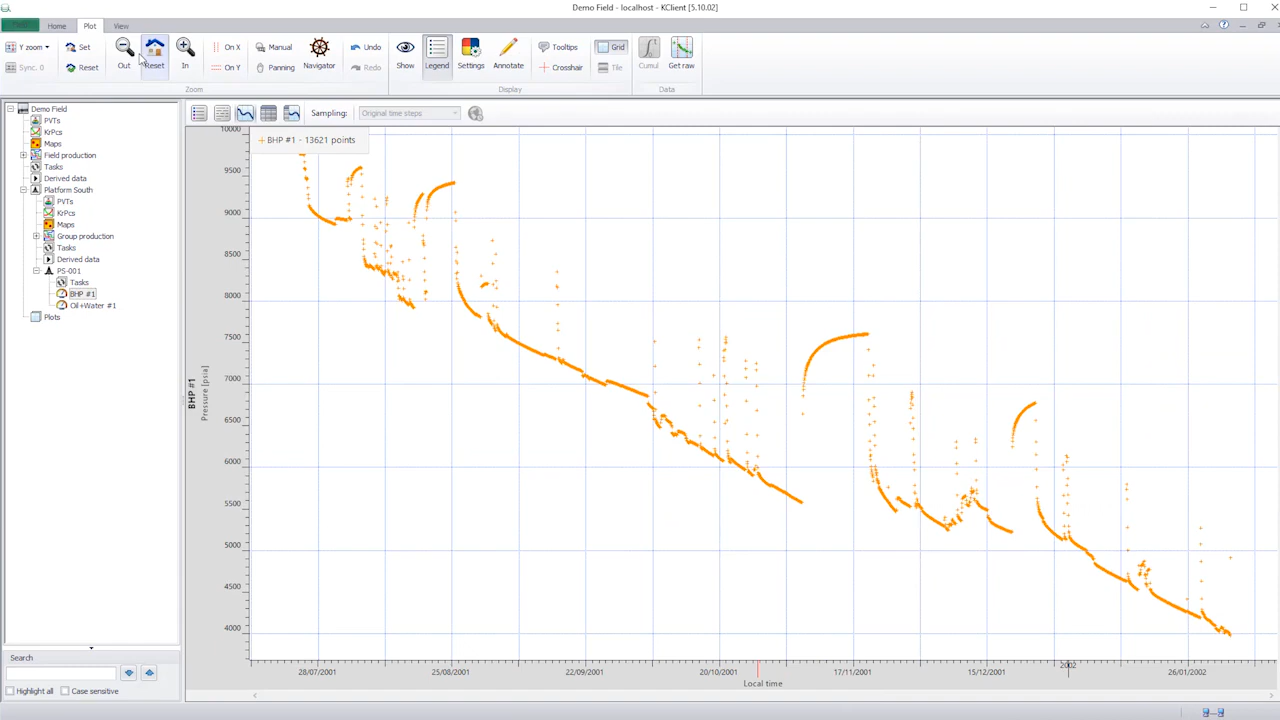 Demo Field - localhost - KClient (5.10.02)
Home Plot View
Y zoom Set Out Reset In On X Manual Navigator Undo Show Legend Settings Annotate Tooltips Grid Cumul Get raw
Sync. 0 Reset On Y Panning Redo Crosshair Tile
Zoom Display Data
Sampling: Original time steps
Demo Field
PVTs
KrPcs
Maps
Field production
Tasks
Derived data
Platform South
PVTs
KrPcs
Maps
Group production
Tasks
Derived data
PS-001
Tasks
BHP #1
Oil+Water #1
Plots
Search
Highlight all Case sensitive
BHP #1 - 13621 points
10000
9500
9000
8500
8000
7500
7000
6500
6000
5500
5000
4500
4000
BHP #1
Pressure [psia]
28/07/2001 25/08/2001 22/09/2001 20/10/2001 17/11/2001 15/12/2001 2002 26/01/2002
Local time